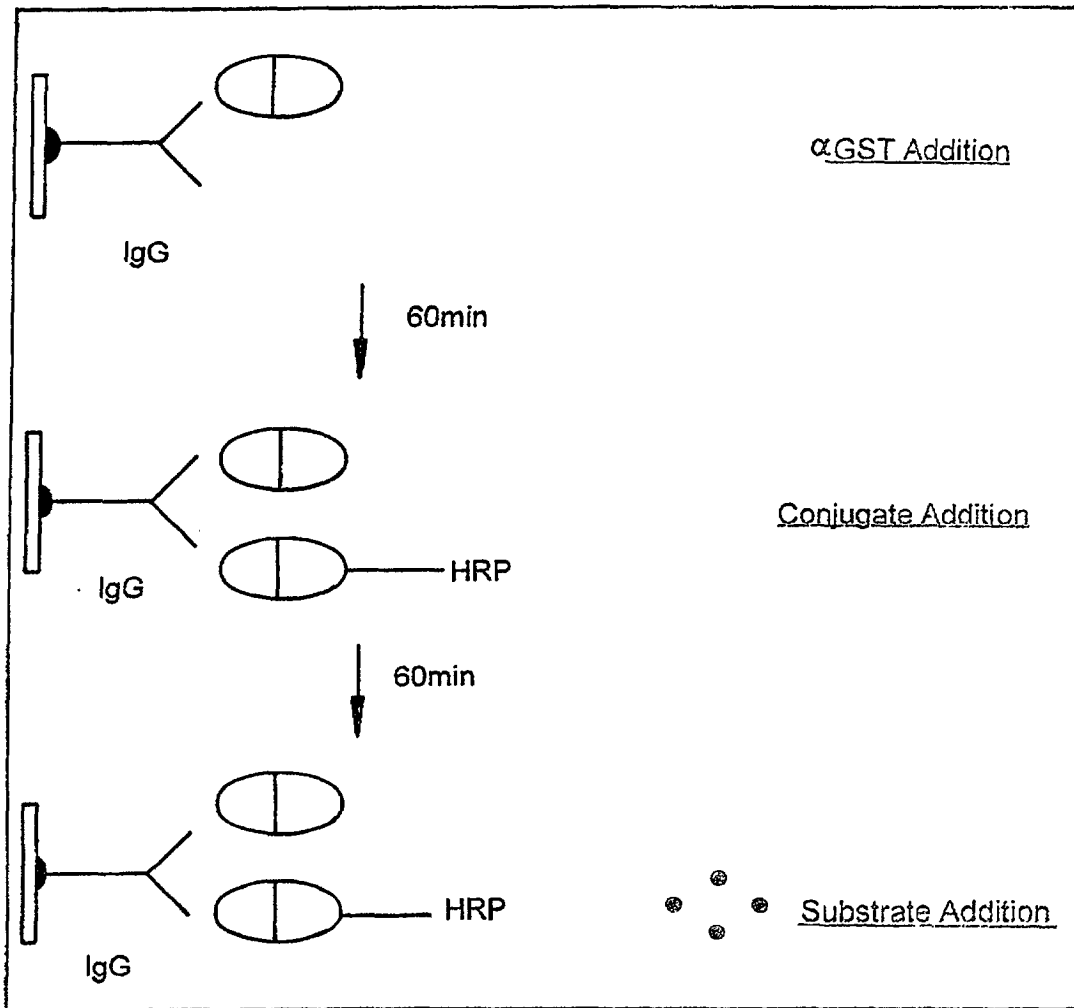 αGST Addition
IgG
60min
Conjugate Addition
HRP
IgG
60min
HRP
Substrate Addition
IgG